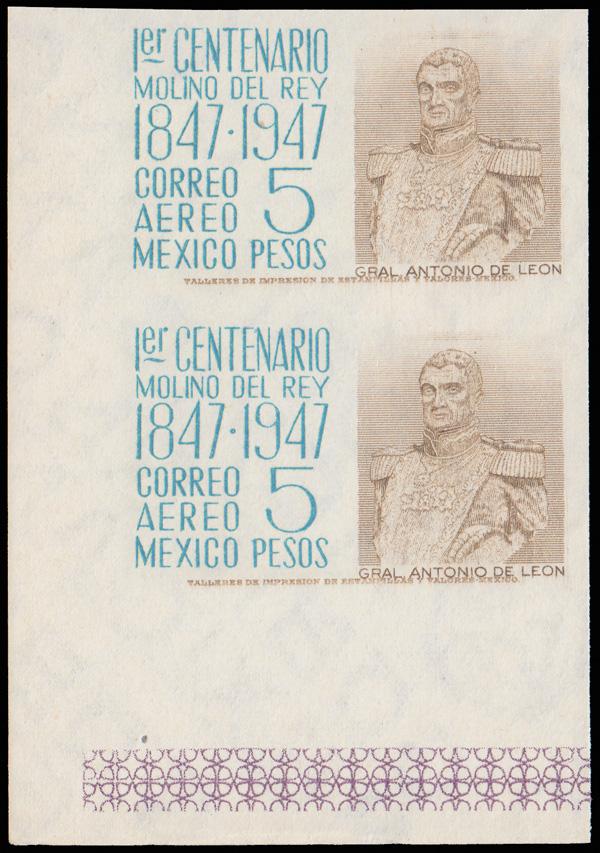 1er CENTENARIO
MOLINO DEL REY
1847·1947
CORREO 5
AEREO
MEXICO PESOS
GRAL ANTONIO DE LEON
TALLERES DE IMPRESION DE ESTAMPILLAS Y VALORES-MEXICO.
1er CENTENARIO
MOLINO DEL REY
1847·1947
CORREO 5
AEREO
MEXICO PESOS
GRAL ANTONIO DE LEON
TALLERES DE IMPRESION DE ESTAMPILLAS Y VALORES-MEXICO.